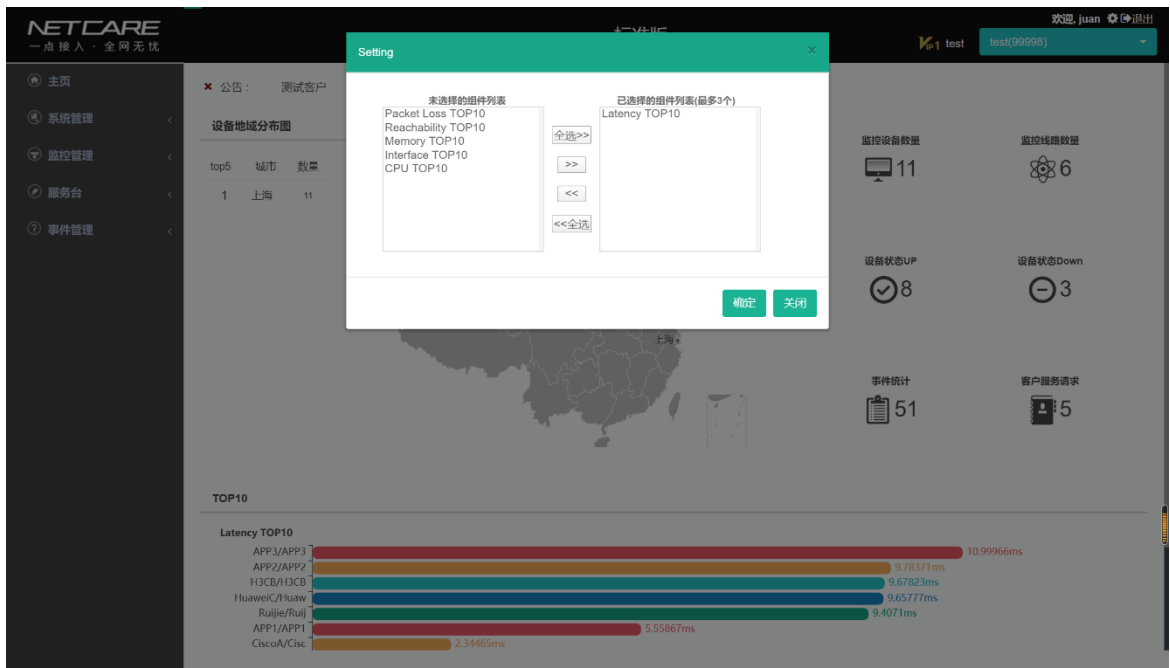 NETCARE
一点接入·全网无忧
欢迎, juan 退出
VIP1 test
test(99998)
主页
系统管理
监控管理
服务台
事件管理
公告： 测试客户
设备地域分布图
top5 城市 数量
1 上海 11
Setting ×
未选择的组件列表
Packet Loss TOP10
Reachability TOP10
Memory TOP10
Interface TOP10
CPU TOP10
全选>>
>>
<<
<<全选
已选择的组件列表(最多3个)
Latency TOP10
确定 关闭
监控设备数量
11
监控线路数量
6
设备状态UP
8
设备状态Down
3
事件统计
51
客户服务请求
5
上海
TOP10
Latency TOP10
APP3/APP3 10.99966ms
APP2/APP2 9.78371ms
H3CB/H3CB 9.67823ms
HuaweiC/Huaw 9.65777ms
Ruijie/Ruij 9.4071ms
APP1/APP1 5.55867ms
CiscoA/Cisc 2.34465ms